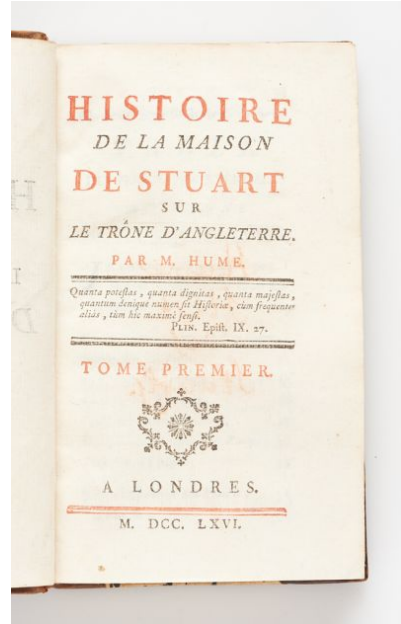 HISTOIRE
DE LA MAISON
DE STUART
SUR
LE TRÔNE D'ANGLETERRE.
PAR M. HUME.
Quanta poteſtas, quanta dignitas, quanta majeſtas,
quantum denique numen ſit Hiſtoriæ, cùm frequenter
aliàs, tùm hìc maximè ſenſi.
PLIN. Epiſt. IX. 27.
TOME PREMIER.
A LONDRES.
M. DCC. LXVI.